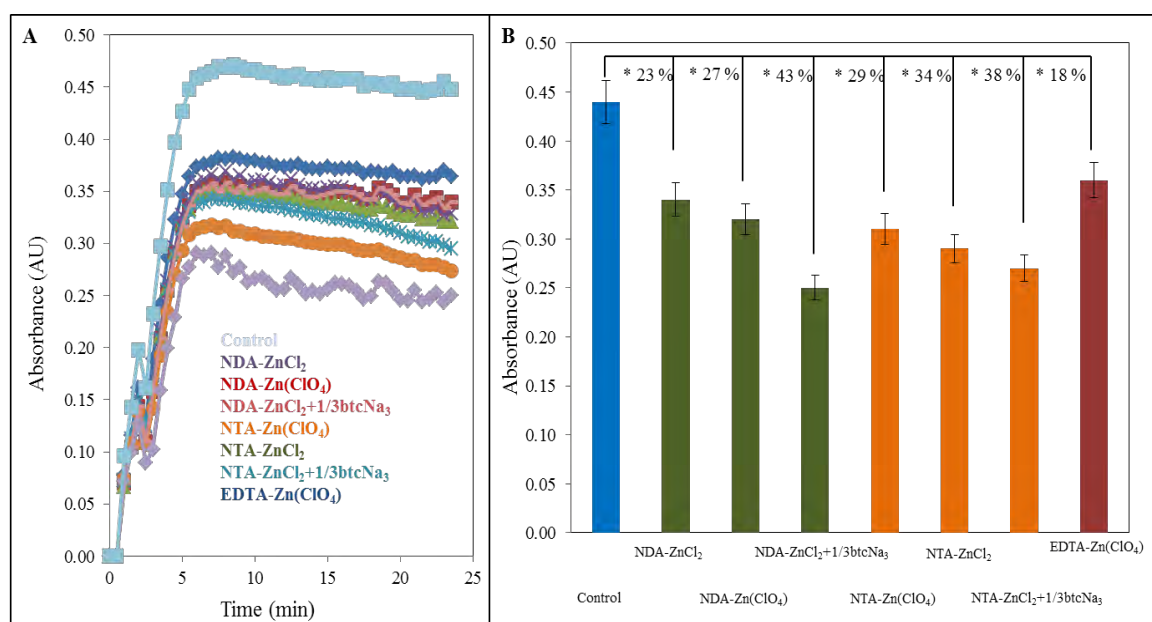 A
0.50
0.45
0.40
0.35
0.30
0.25
0.20
0.15
0.10
0.05
0.00
Absorbance (AU)
0 5 10 15 20 25
Time (min)
Control
NDA-ZnCl₂
NDA-Zn(ClO₄)
NDA-ZnCl₂+1/3btcNa₃
NTA-Zn(ClO₄)
NTA-ZnCl₂
NTA-ZnCl₂+1/3btcNa₃
EDTA-Zn(ClO₄)
B
0.50
0.45
0.40
0.35
0.30
0.25
0.20
0.15
0.10
0.05
0.00
Absorbance (AU)
* 23 % * 27 % * 43 % * 29 % * 34 % * 38 % * 18 %
NDA-ZnCl₂ NDA-ZnCl₂+1/3btcNa₃ NTA-ZnCl₂ EDTA-Zn(ClO₄)
Control NDA-Zn(ClO₄) NTA-Zn(ClO₄) NTA-ZnCl₂+1/3btcNa₃